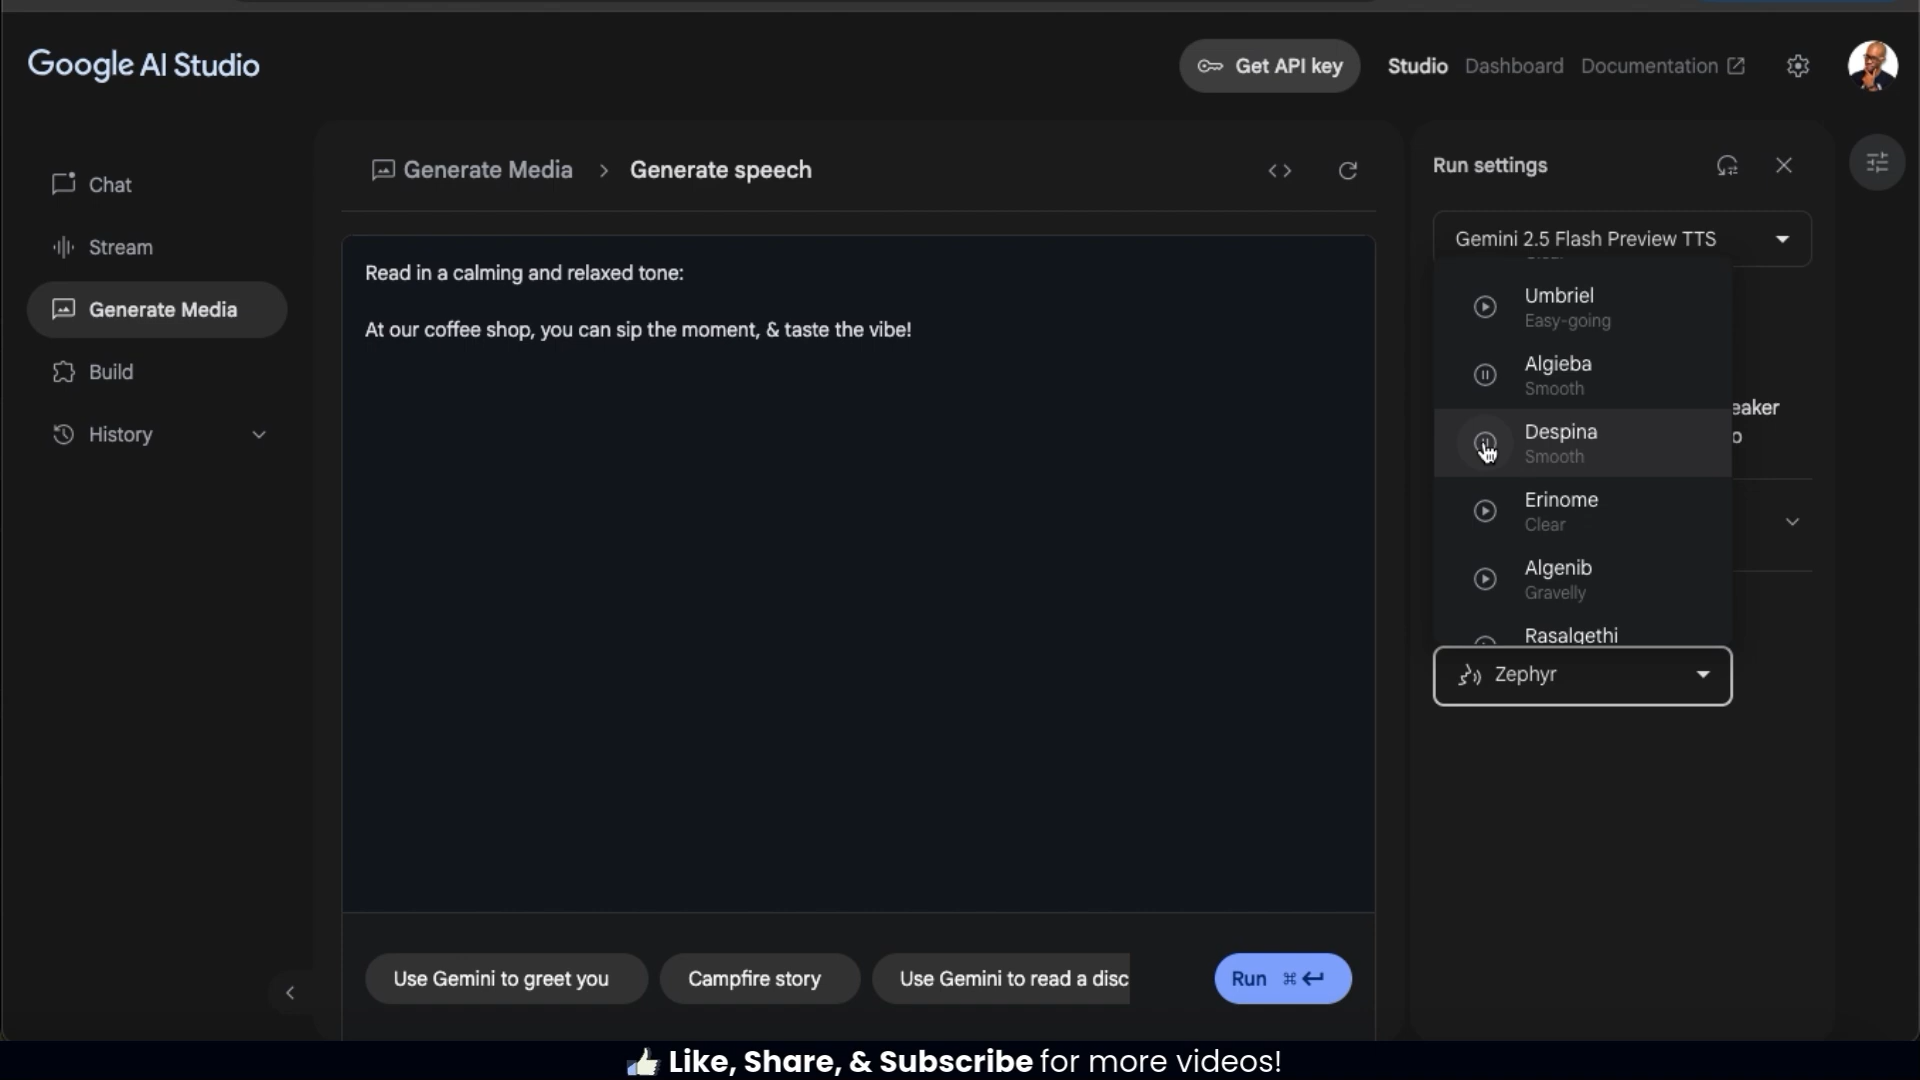 Google AI Studio
Get API key
Studio
Dashboard
Documentation
Chat
Stream
Generate Media
Build
History
Generate Media > Generate speech
Read in a calming and relaxed tone:
At our coffee shop, you can sip the moment, & taste the vibe!
Use Gemini to greet you
Campfire story
Use Gemini to read a disc
Run ⌘ ↵
Run settings
Gemini 2.5 Flash Preview TTS
Umbriel
Easy-going
Algieba
Smooth
Despina
Smooth
Erinome
Clear
Algenib
Gravelly
Rasalgethi
eaker
o
Zephyr
👍 Like, Share, & Subscribe for more videos!